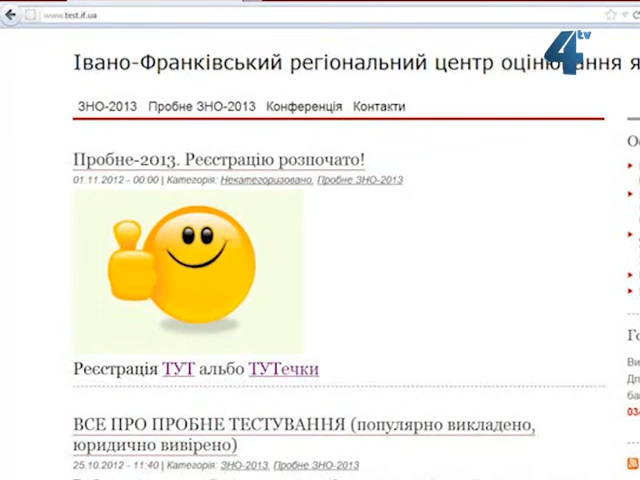 www.test.if.ua
4tv
Івано-Франківський регіональний центр оцінювання я
ЗНО-2013 Пробне ЗНО-2013 Конференція Контакти
Пробне-2013. Реєстрацію розпочато!
01.11.2012 - 00:00 | Категорія: Некатегоризовано, Пробне ЗНО-2013
Реєстрація ТУТ альбо ТУТечки
ВСЕ ПРО ПРОБНЕ ТЕСТУВАННЯ (популярно викладено,
юридично вивірено)
25.10.2012 - 11:40 | Категорія: ЗНО-2013, Пробне ЗНО-2013